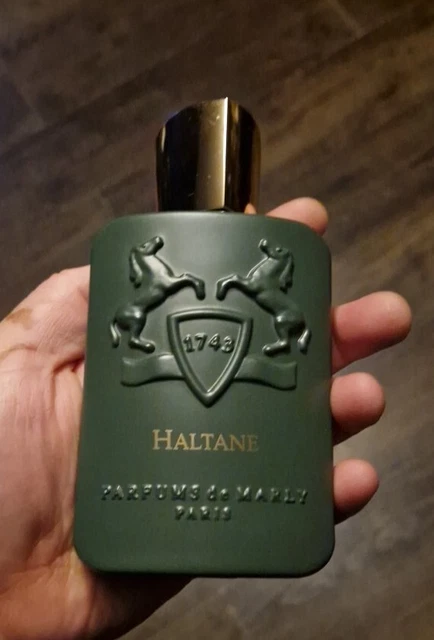 1743
HALTANE
PARFUMS de MARLY
PARIS